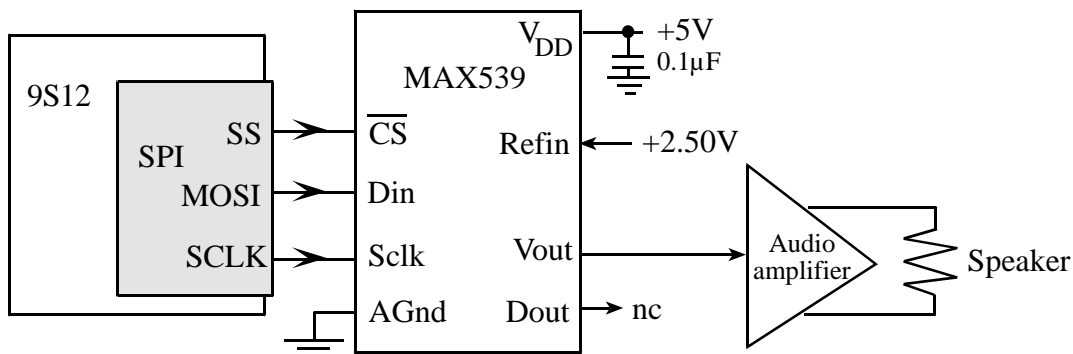 9S12
SPI
SS
MOSI
SCLK
MAX539
CS
Din
Sclk
AGnd
VDD
Refin
Vout
Dout
+5V
0.1µF
+2.50V
nc
Audio
amplifier
Speaker